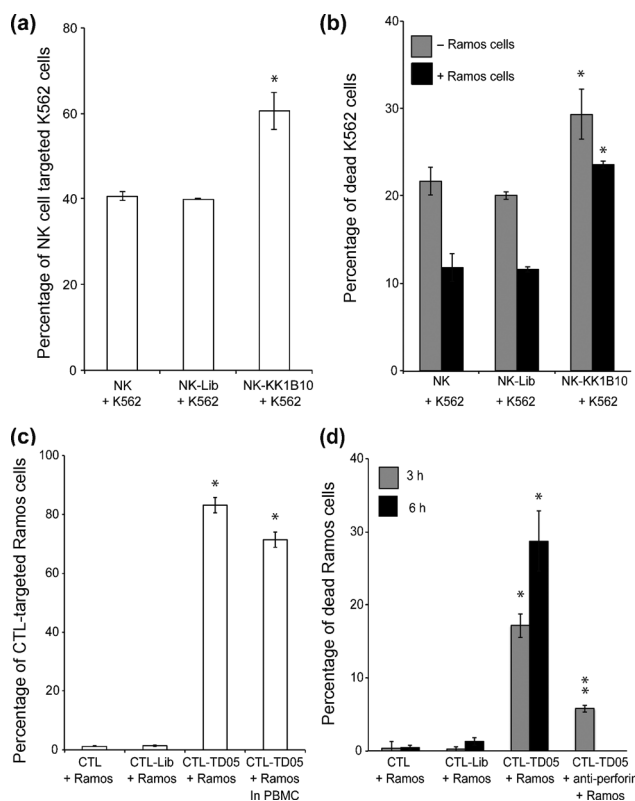 (a)
Percentage of NK cell targeted K562 cells
80
60
40
20
0
*
NK NK-Lib NK-KK1B10
+ K562 + K562 + K562
(b)
Percentage of dead K562 cells
40
30
20
10
0
– Ramos cells
+ Ramos cells
*
*
NK NK-Lib NK-KK1B10
+ K562 + K562 + K562
(c)
Percentage of CTL-targeted Ramos cells
100
80
60
40
20
0
*
*
CTL CTL-Lib CTL-TD05 CTL-TD05
+ Ramos + Ramos + Ramos + Ramos
In PBMC
(d)
Percentage of dead Ramos cells
40
30
20
10
0
3 h
6 h
*
*
**
CTL CTL-Lib CTL-TD05 CTL-TD05
+ Ramos + Ramos + Ramos + anti-perforin
+ Ramos